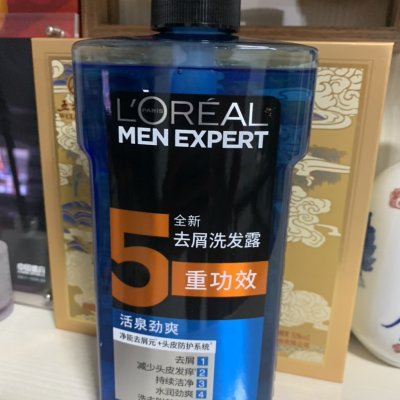 L'ORÉAL
PARIS
MEN EXPERT
全新
去屑洗发露
5
重功效
活泉劲爽
净能去屑元+头皮防护系统
去屑 1
减少头皮发痒 2
持续洁净 3
水润劲爽 4